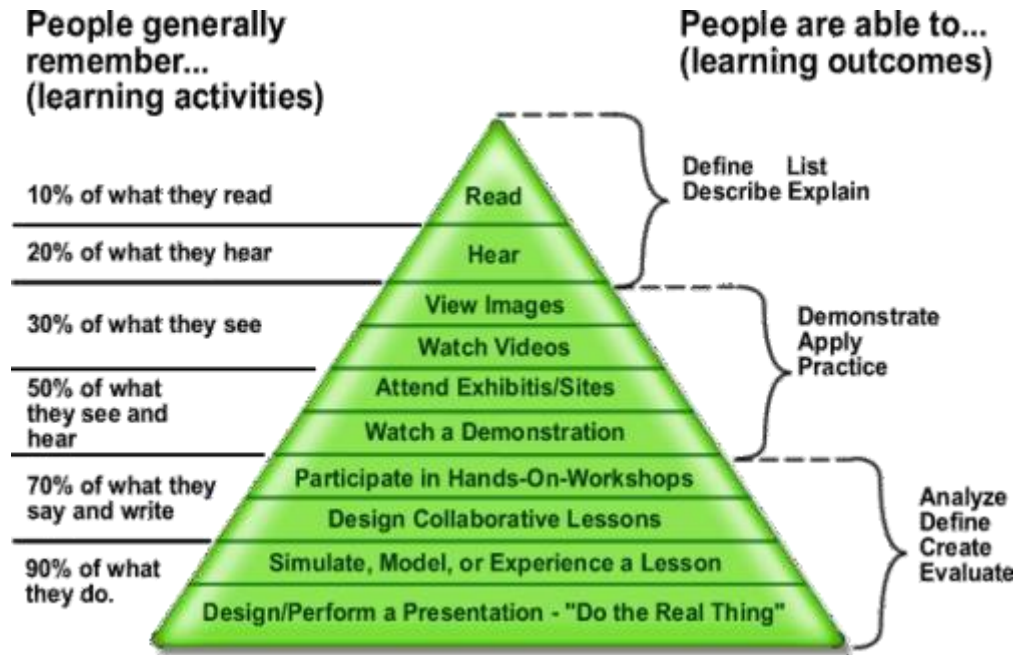 People generally
remember...
(learning activities)
People are able to...
(learning outcomes)
10% of what they read
20% of what they hear
30% of what they see
50% of what
they see and
hear
70% of what they
say and write
90% of what
they do.
Read
Hear
View Images
Watch Videos
Attend Exhibitis/Sites
Watch a Demonstration
Participate in Hands-On-Workshops
Design Collaborative Lessons
Simulate, Model, or Experience a Lesson
Design/Perform a Presentation - "Do the Real Thing"
Define List
Describe Explain
Demonstrate
Apply
Practice
Analyze
Define
Create
Evaluate